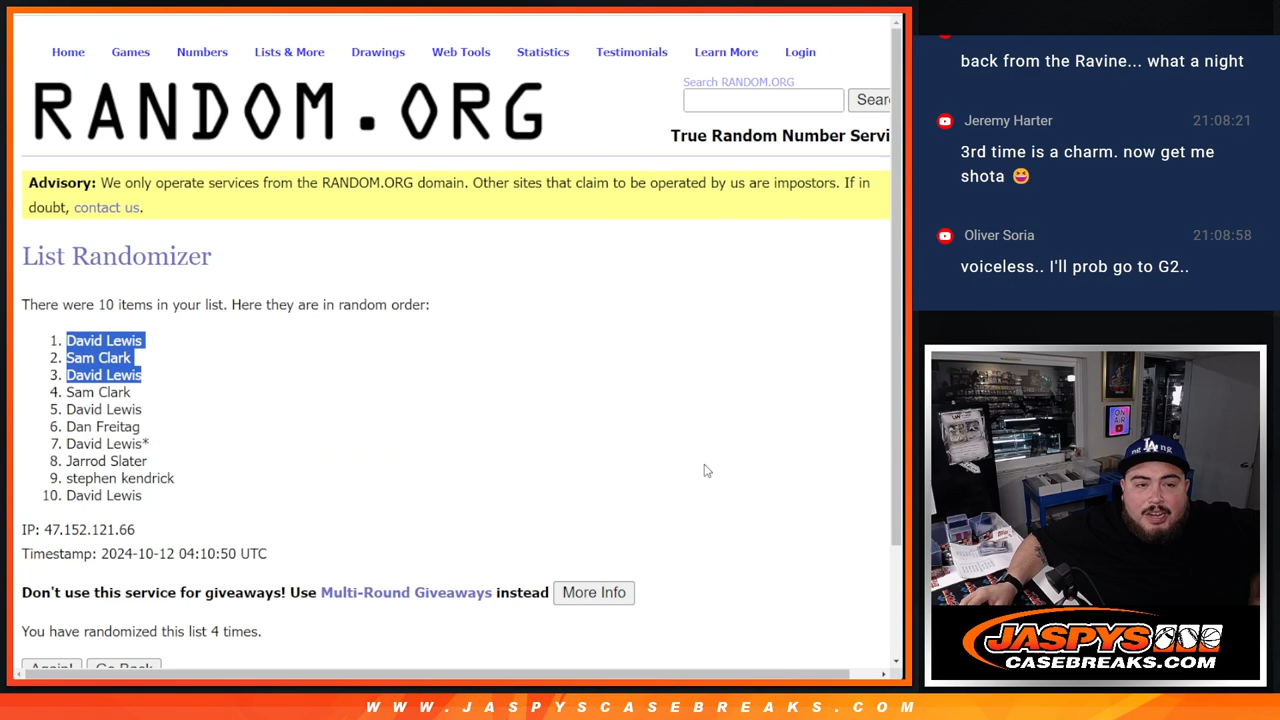 Home Games Numbers Lists & More Drawings Web Tools Statistics Testimonials Learn More Login
Search RANDOM.ORG
RANDOM.ORG
Sear
True Random Number Servi
Advisory: We only operate services from the RANDOM.ORG domain. Other sites that claim to be operated by us are impostors. If in
doubt, contact us.
List Randomizer
There were 10 items in your list. Here they are in random order:
1. David Lewis
2. Sam Clark
3. David Lewis
4. Sam Clark
5. David Lewis
6. Dan Freitag
7. David Lewis*
8. Jarrod Slater
9. stephen kendrick
10. David Lewis
IP: 47.152.121.66
Timestamp: 2024-10-12 04:10:50 UTC
Don't use this service for giveaways! Use Multi-Round Giveaways instead More Info
You have randomized this list 4 times.
Again! Go Back
back from the Ravine... what a night
Jeremy Harter 21:08:21
3rd time is a charm. now get me
shota 😆
Oliver Soria 21:08:58
voiceless.. I'll prob go to G2..
ON
AIR
LA
JASPYS
CASEBREAKS.COM
WWW.JASPYSCASEBREAKS.COM